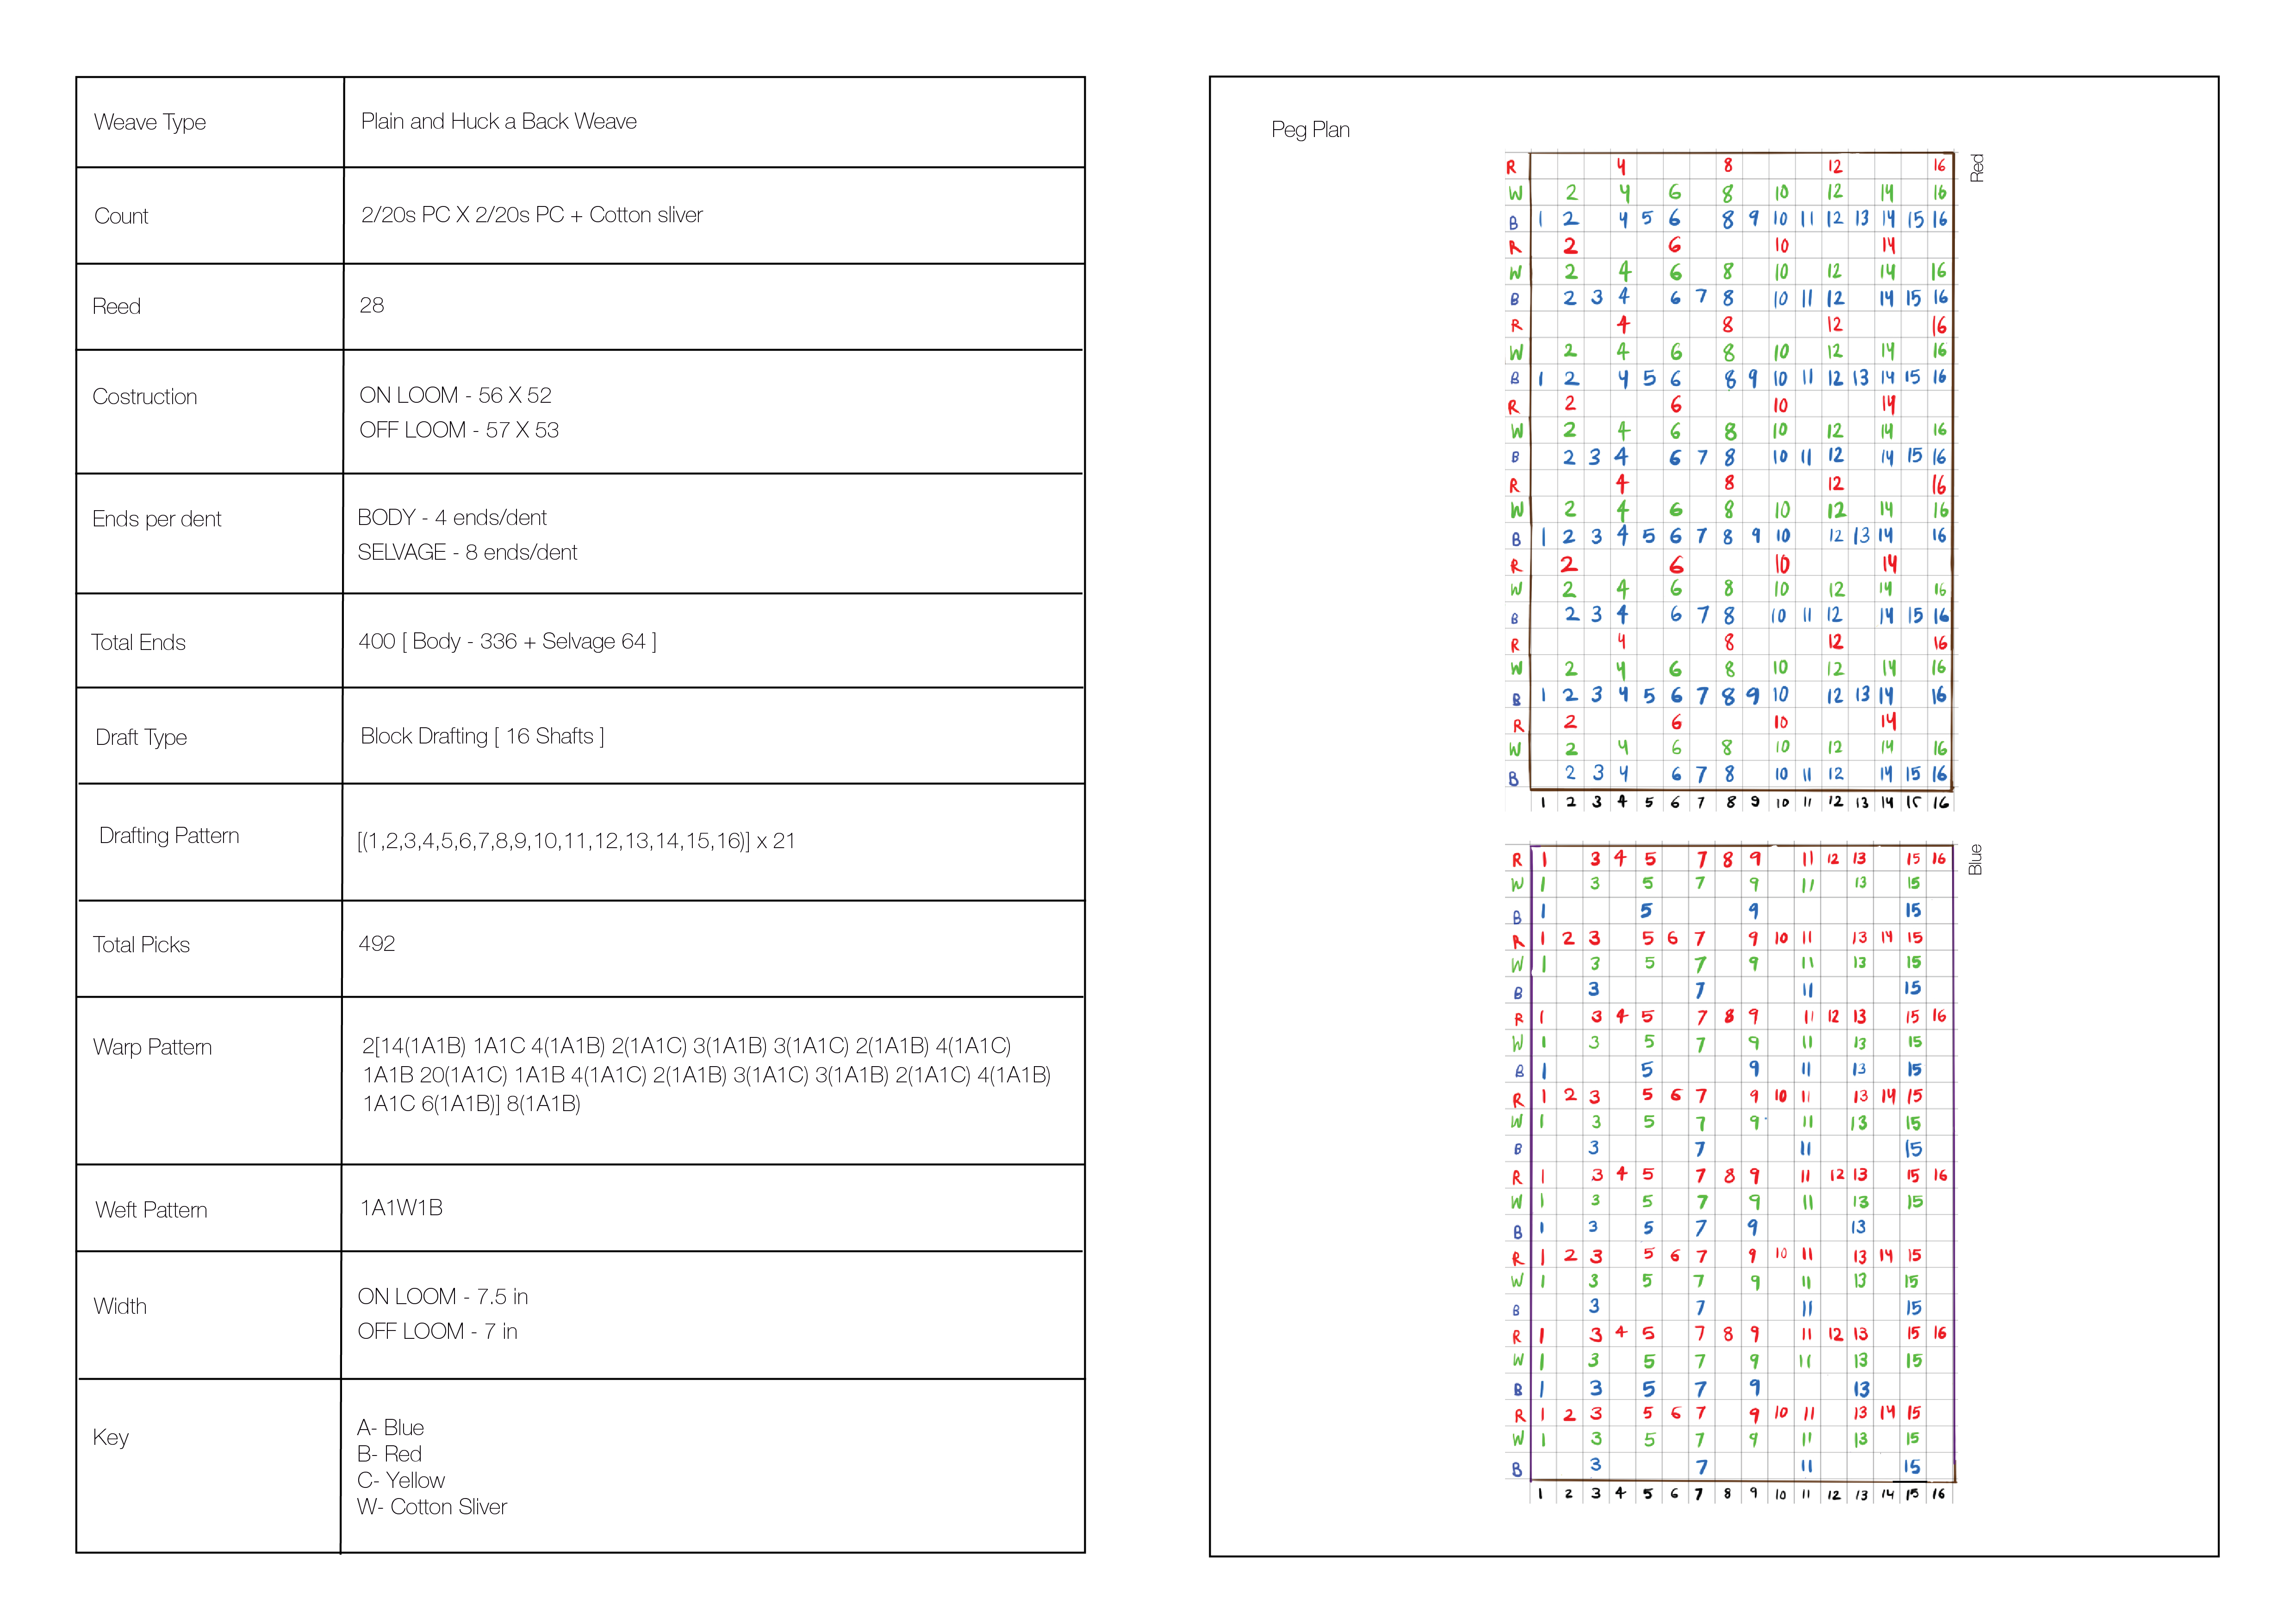 Weave Type
Plain and Huck a Back Weave
Count
2/20s PC X 2/20s PC + Cotton sliver
Reed
28
Costruction
ON LOOM - 56 X 52
OFF LOOM - 57 X 53
Ends per dent
BODY - 4 ends/dent
SELVAGE - 8 ends/dent
Total Ends
400 [ Body - 336 + Selvage 64 ]
Draft Type
Block Drafting [ 16 Shafts ]
Drafting Pattern
[(1,2,3,4,5,6,7,8,9,10,11,12,13,14,15,16)] x 21
Total Picks
492
Warp Pattern
2[14(1A1B) 1A1C 4(1A1B) 2(1A1C) 3(1A1B) 3(1A1C) 2(1A1B) 4(1A1C)
1A1B 20(1A1C) 1A1B 4(1A1C) 2(1A1B) 3(1A1C) 3(1A1B) 2(1A1C) 4(1A1B)
1A1C 6(1A1B)] 8(1A1B)
Weft Pattern
1A1W1B
Width
ON LOOM - 7.5 in
OFF LOOM - 7 in
Key
A- Blue
B- Red
C- Yellow
W- Cotton Sliver
Peg Plan
Red
R 4 8 12 16
W 2 4 6 8 10 12 14 16
B 1 2 4 5 6 8 9 10 11 12 13 14 15 16
R 2 6 10 14
W 2 4 6 8 10 12 14 16
B 2 3 4 6 7 8 10 11 12 14 15 16
R 4 8 12 16
W 2 4 6 8 10 12 14 16
B 1 2 4 5 6 8 9 10 11 12 13 14 15 16
R 2 6 10 14
W 2 4 6 8 10 12 14 16
B 2 3 4 6 7 8 10 11 12 14 15 16
R 4 8 12 16
W 2 4 6 8 10 12 14 16
B 1 2 3 4 5 6 7 8 9 10 12 13 14 16
R 2 6 10 14
W 2 4 6 8 10 12 14 16
B 2 3 4 6 7 8 10 11 12 14 15 16
R 4 8 12 16
W 2 4 6 8 10 12 14 16
B 1 2 3 4 5 6 7 8 9 10 12 13 14 16
R 2 6 10 14
W 2 4 6 8 10 12 14 16
B 2 3 4 6 7 8 10 11 12 14 15 16
1 2 3 4 5 6 7 8 9 10 11 12 13 14 15 16
Blue
R 1 3 4 5 7 8 9 11 12 13 15 16
W 1 3 5 7 9 11 13 15
B 1 5 9 15
R 1 2 3 5 6 7 9 10 11 13 14 15
W 1 3 5 7 9 11 13 15
B 3 7 11 15
R 1 3 4 5 7 8 9 11 12 13 15 16
W 1 3 5 7 9 11 13 15
B 1 5 9 11 13 15
R 1 2 3 5 6 7 9 10 11 13 14 15
W 1 3 5 7 9 11 13 15
B 3 7 11 15
R 1 3 4 5 7 8 9 11 12 13 15 16
W 1 3 5 7 9 11 13 15
B 1 3 5 7 9 13
R 1 2 3 5 6 7 9 10 11 13 14 15
W 1 3 5 7 9 11 13 15
B 3 7 11 15
R 1 3 4 5 7 8 9 11 12 13 15 16
W 1 3 5 7 9 11 13 15
B 1 3 5 7 9 13
R 1 2 3 5 6 7 9 10 11 13 14 15
W 1 3 5 7 9 11 13 15
B 3 7 11 15
1 2 3 4 5 6 7 8 9 10 11 12 13 14 15 16